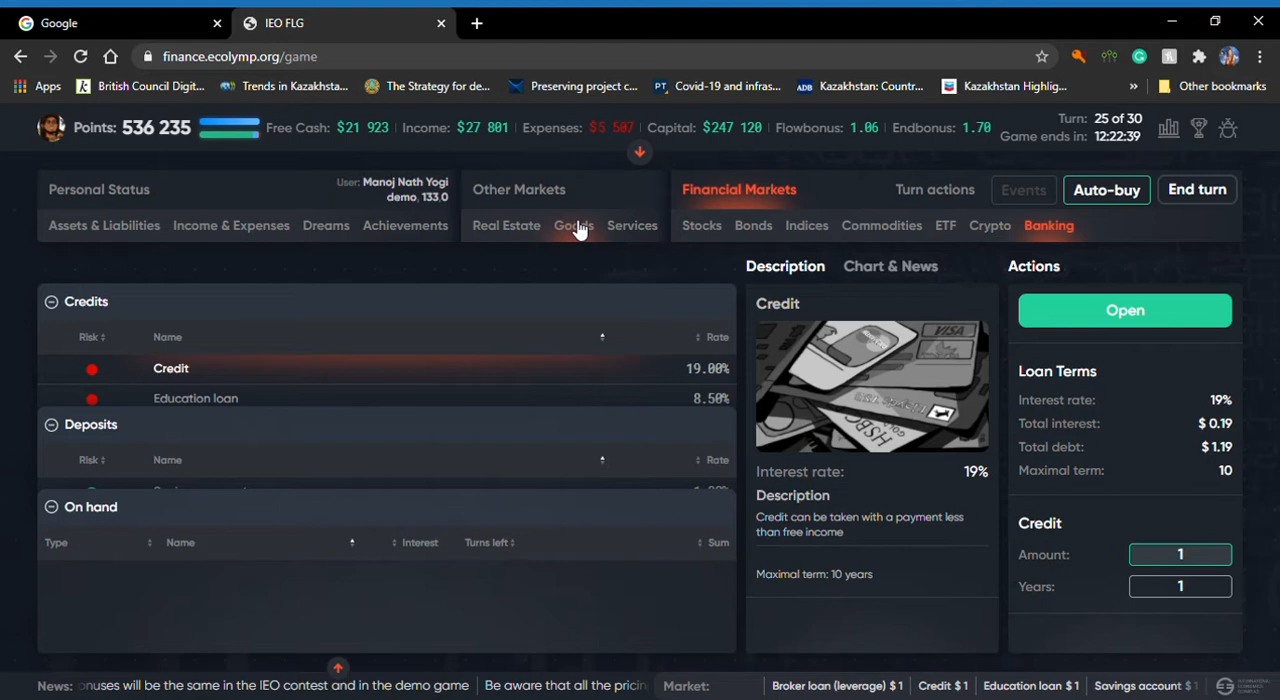 Google
IEO FLG
finance.ecolymp.org/game
Apps
British Council Digit...
Trends in Kazakhsta...
The Strategy for de...
Preserving project c...
PT Covid-19 and infras...
ADB Kazakhstan: Countr...
Kazakhstan Highlig...
»
Other bookmarks
Points: 536 235
Free Cash: $21 923
Income: $27 801
Expenses: $5 507
Capital: $247 120
Flowbonus: 1.06
Endbonus: 1.70
Turn: 25 of 30
Game ends in: 12:22:39
Personal Status
User: Manoj Nath Yogi
demo, 133.0
Other Markets
Financial Markets
Turn actions
Events
Auto-buy
End turn
Assets & Liabilities
Income & Expenses
Dreams
Achievements
Real Estate
Goods
Services
Stocks
Bonds
Indices
Commodities
ETF
Crypto
Banking
Credits
Risk
Name
Rate
Credit
19.00%
Education loan
8.50%
Deposits
Risk
Name
Rate
On hand
Type
Name
Interest
Turns left
Sum
Description
Chart & News
Credit
VISA
HSBC
Interest rate: 19%
Description
Credit can be taken with a payment less
than free income
Maximal term: 10 years
Actions
Open
Loan Terms
Interest rate: 19%
Total interest: $ 0.19
Total debt: $ 1.19
Maximal term: 10
Credit
Amount: 1
Years: 1
News: onuses will be the same in the IEO contest and in the demo game
Be aware that all the pricin
Market:
Broker loan (leverage) $ 1
Credit $ 1
Education loan $ 1
Savings account $ 1